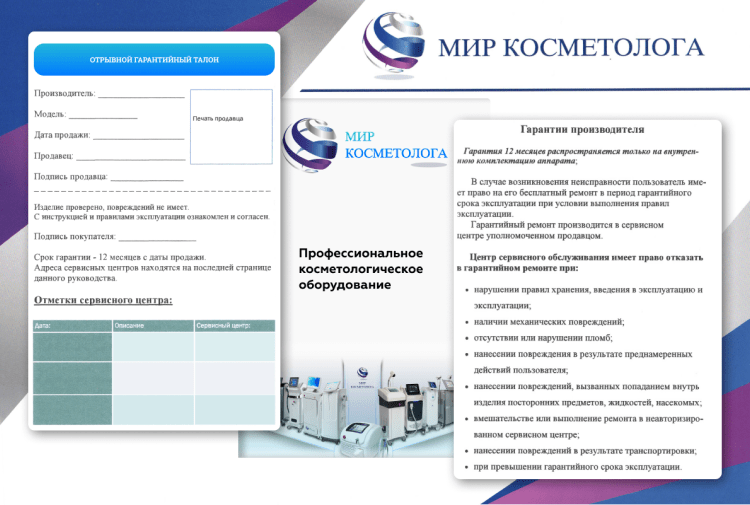 МИР КОСМЕТОЛОГА
ОТРЫВНОЙ ГАРАНТИЙНЫЙ ТАЛОН
Производитель:
Модель:
Дата продажи:
Продавец:
Подпись продавца:
Печать продавца
Изделие проверено, повреждений не имеет.
С инструкцией и правилами эксплуатации ознакомлен и согласен.
Подпись покупателя:
Срок гарантии - 12 месяцев с даты продажи.
Адреса сервисных центров находятся на последней странице
данного руководства.
Отметки сервисного центра:
Дата: Описание Сервисный центр:
МИР
КОСМЕТОЛОГА
Профессиональное
косметологическое
оборудование
МИР
КОСМЕТОЛОГА
Гарантии производителя
Гарантия 12 месяцев распространяется только на внутрен-
нюю комплектацию аппарата;
В случае возникновения неисправности пользователь име-
ет право на его бесплатный ремонт в период гарантийного
срока эксплуатации при условии выполнения правил
эксплуатации.
Гарантийный ремонт производится в сервисном
центре уполномоченном продавцом.
Центр сервисного обслуживания имеет право отказать
в гарантийном ремонте при:
• нарушении правил хранения, введения в эксплуатацию и
эксплуатации;
• наличии механических повреждений;
• отсутствии или нарушении пломб;
• нанесении повреждения в результате преднамеренных
действий пользователя;
• нанесении повреждений, вызванных попаданием внутрь
изделия посторонних предметов, жидкостей, насекомых;
• вмешательстве или выполнение ремонта в неавторизиро-
ванном сервисном центре;
• нанесении повреждений в результате транспортировки;
• при превышении гарантийного срока эксплуатации.